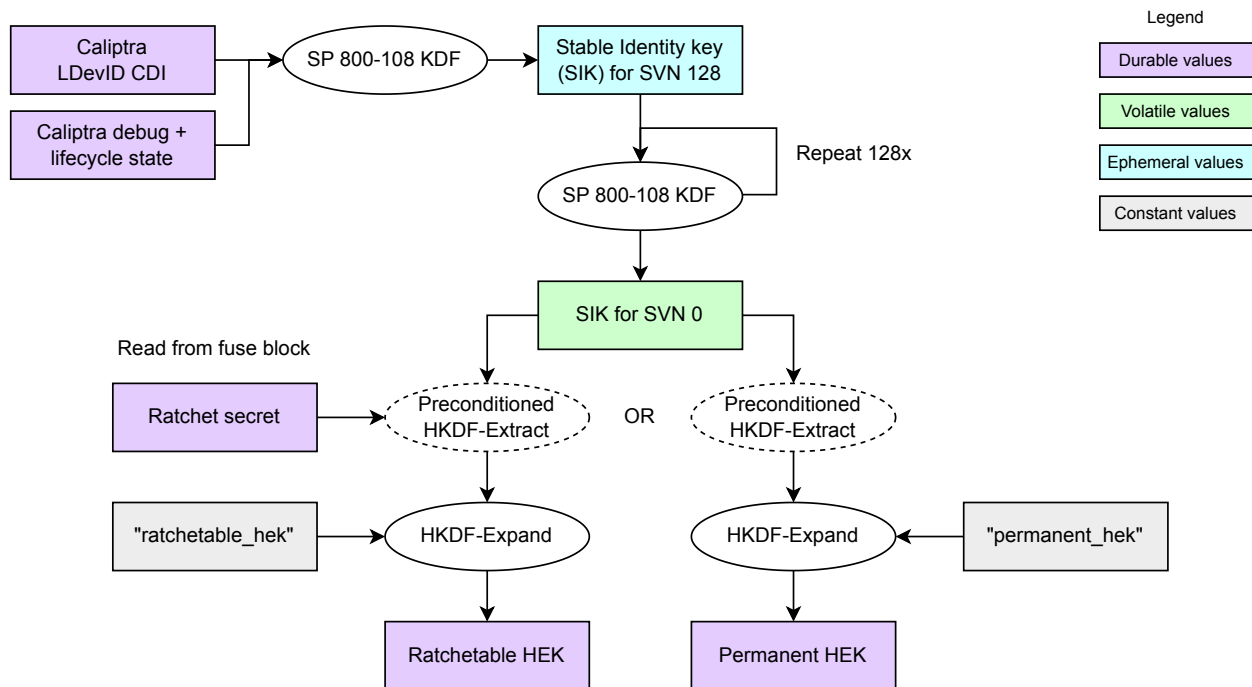 Legend
Durable values
Volatile values
Ephemeral values
Constant values
Caliptra
LDevID CDI
SP 800-108 KDF
Stable Identity key
(SIK) for SVN 128
Caliptra debug +
lifecycle state
Repeat 128x
SP 800-108 KDF
SIK for SVN 0
Read from fuse block
Ratchet secret
Preconditioned
HKDF-Extract
OR
Preconditioned
HKDF-Extract
"ratchetable_hek"
HKDF-Expand
HKDF-Expand
"permanent_hek"
Ratchetable HEK
Permanent HEK